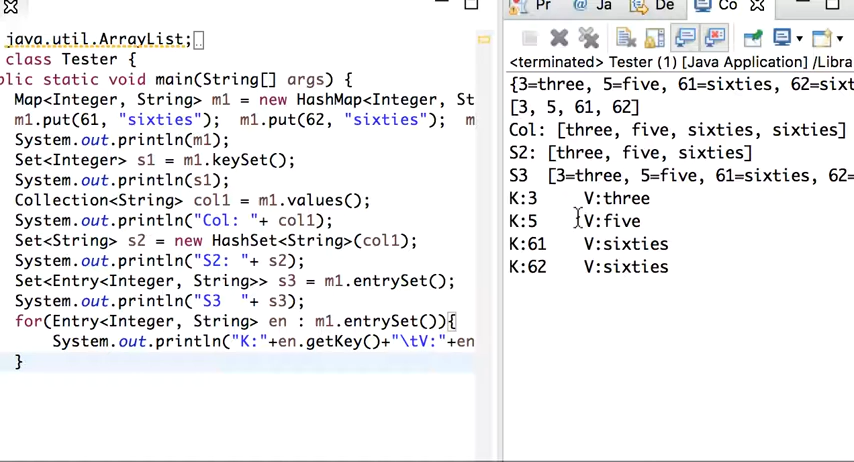 java.util.ArrayList;
class Tester {
blic static void main(String[] args) {
Map<Integer, String> m1 = new HashMap<Integer, St
m1.put(61, "sixties"); m1.put(62, "sixties"); m
System.out.println(m1);
Set<Integer> s1 = m1.keySet();
System.out.println(s1);
Collection<String> col1 = m1.values();
System.out.println("Col: "+ col1);
Set<String> s2 = new HashSet<String>(col1);
System.out.println("S2: "+ s2);
Set<Entry<Integer, String>> s3 = m1.entrySet();
System.out.println("S3  "+ s3);
for(Entry<Integer, String> en : m1.entrySet()){
System.out.println("K:"+en.getKey()+"\tV:"+en
}
Pr Ja De Co
<terminated> Tester (1) [Java Application] /Libra
{3=three, 5=five, 61=sixties, 62=sixt
[3, 5, 61, 62]
Col: [three, five, sixties, sixties]
S2: [three, five, sixties]
S3  [3=three, 5=five, 61=sixties, 62=
K:3 V:three
K:5 V:five
K:61 V:sixties
K:62 V:sixties